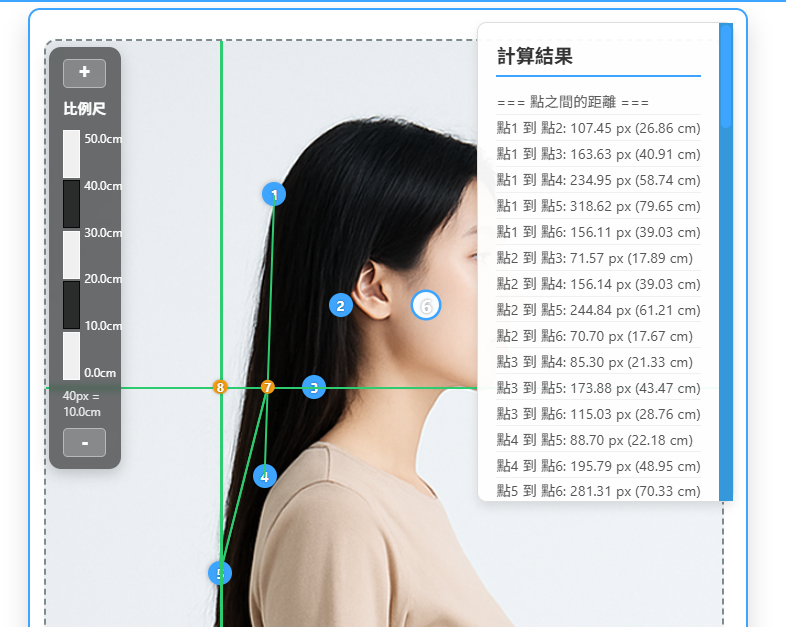 +
比例尺
50.0cm
40.0cm
30.0cm
20.0cm
10.0cm
0.0cm
40px =
10.0cm
-
1
2
6
8
7
3
4
5
計算結果
=== 點之間的距離 ===
點1 到 點2: 107.45 px (26.86 cm)
點1 到 點3: 163.63 px (40.91 cm)
點1 到 點4: 234.95 px (58.74 cm)
點1 到 點5: 318.62 px (79.65 cm)
點1 到 點6: 156.11 px (39.03 cm)
點2 到 點3: 71.57 px (17.89 cm)
點2 到 點4: 156.14 px (39.03 cm)
點2 到 點5: 244.84 px (61.21 cm)
點2 到 點6: 70.70 px (17.67 cm)
點3 到 點4: 85.30 px (21.33 cm)
點3 到 點5: 173.88 px (43.47 cm)
點3 到 點6: 115.03 px (28.76 cm)
點4 到 點5: 88.70 px (22.18 cm)
點4 到 點6: 195.79 px (48.95 cm)
點5 到 點6: 281.31 px (70.33 cm)